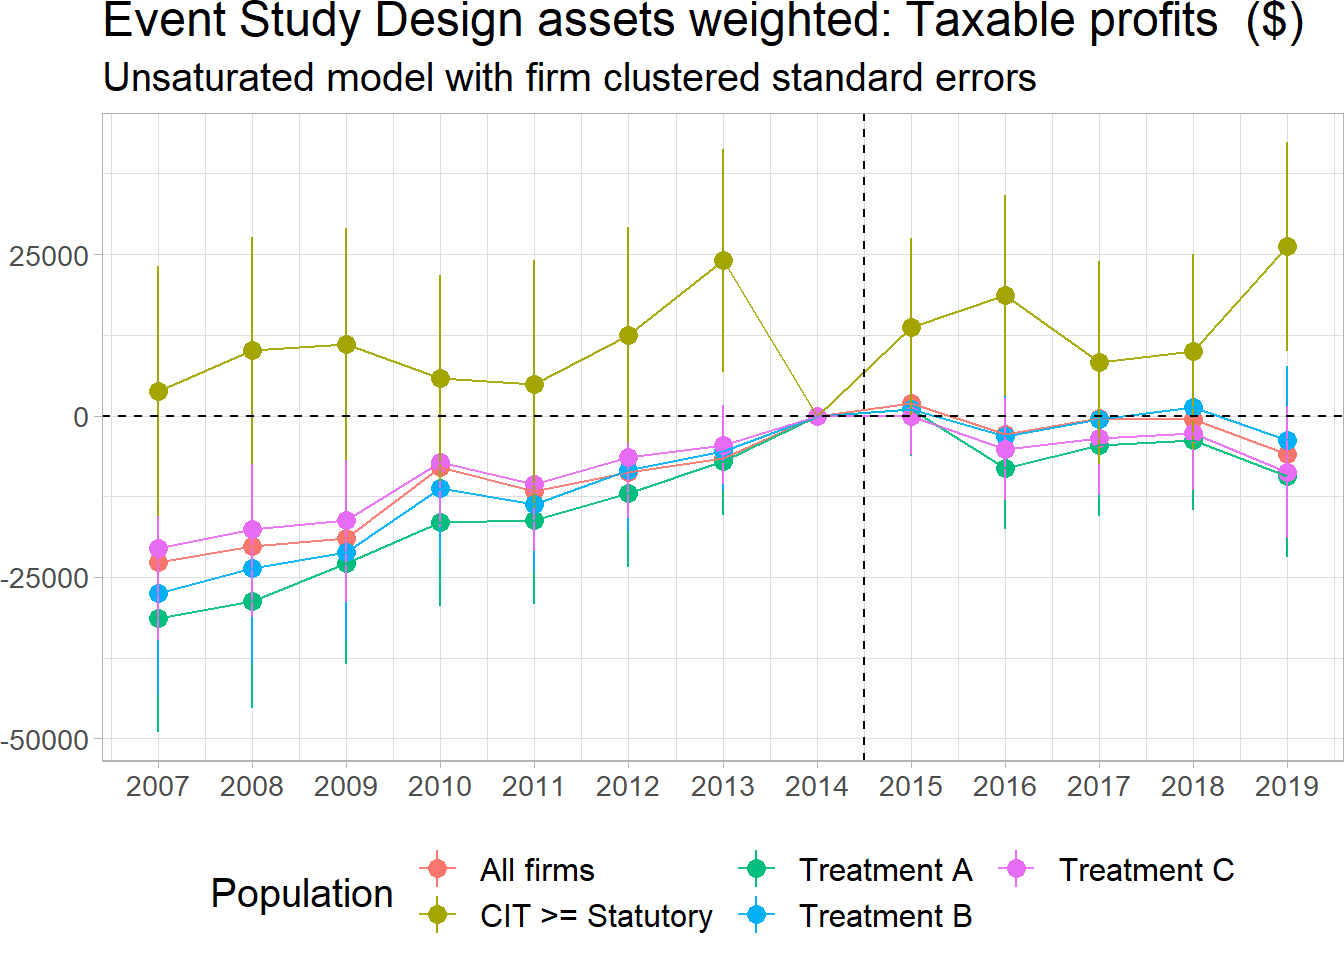 Event Study Design assets weighted: Taxable profits ($)
Unsaturated model with firm clustered standard errors
25000
0
-25000
-50000
2007 2008 2009 2010 2011 2012 2013 2014 2015 2016 2017 2018 2019
Population
All firms
CIT >= Statutory
Treatment A
Treatment B
Treatment C